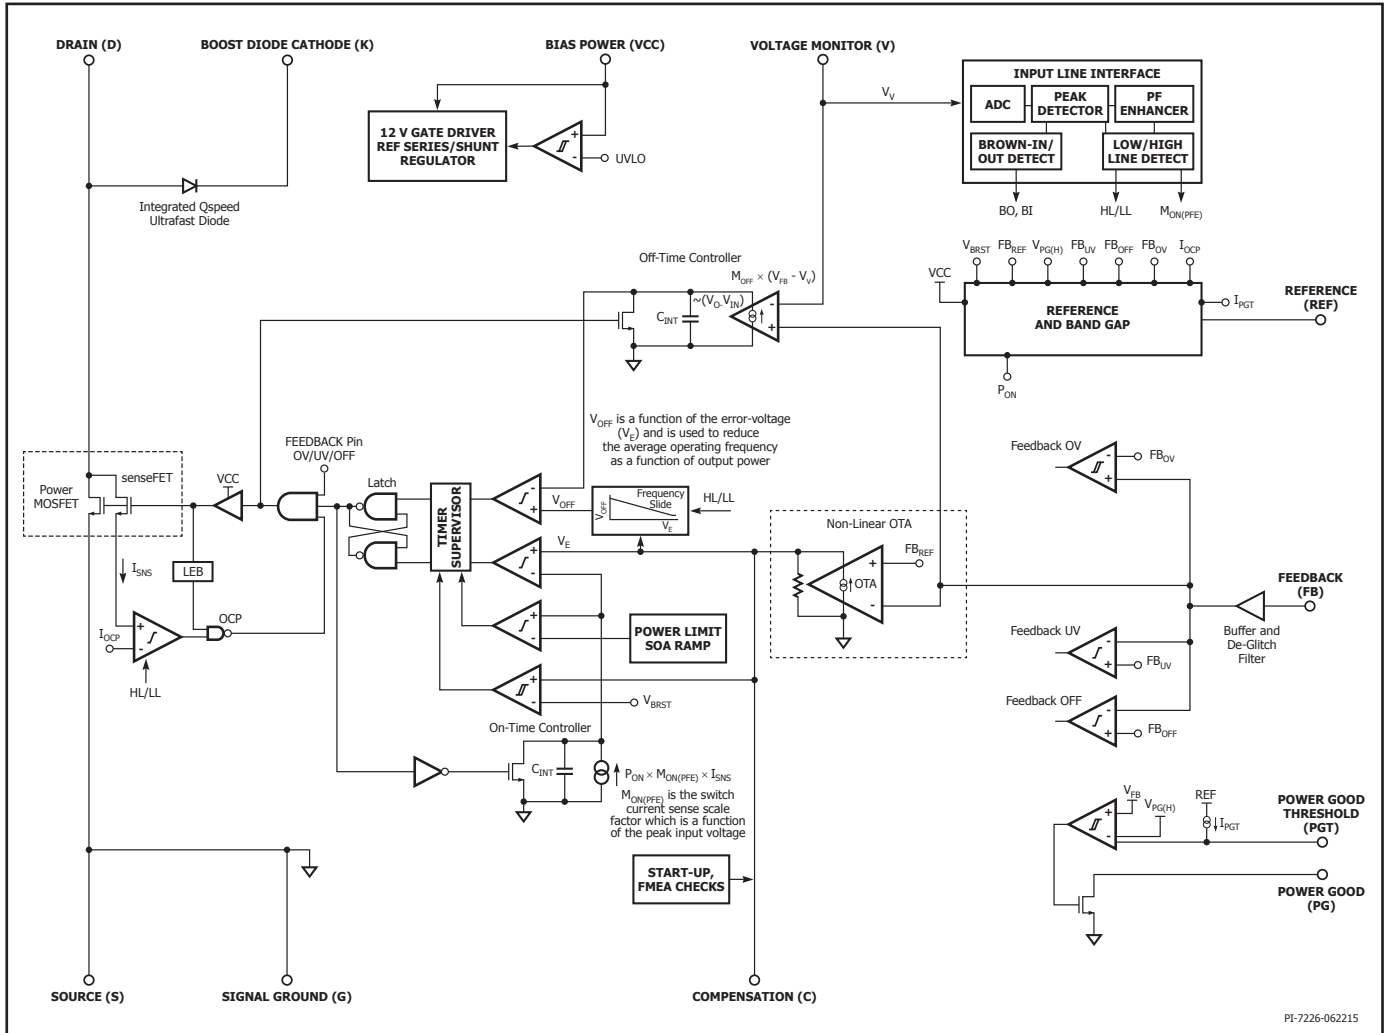 DRAIN (D)
BOOST DIODE CATHODE (K)
BIAS POWER (VCC)
VOLTAGE MONITOR (V)
INPUT LINE INTERFACE
ADC
PEAK
DETECTOR
PF
ENHANCER
BROWN-IN/
OUT DETECT
LOW/HIGH
LINE DETECT
V_V
12 V GATE DRIVER
REF SERIES/SHUNT
REGULATOR
+
-
UVLO
Integrated Qspeed
Ultrafast Diode
BO, BI
HL/LL
M_ON(PFE)
V_BRST
FB_REF
V_PG(H)
FB_UV
FB_OFF
FB_OV
I_OCP
VCC
REFERENCE
AND BAND GAP
I_PGT
REFERENCE
(REF)
P_ON
Off-Time Controller
M_OFF × (V_FB - V_V)
~(V_O-V_IN)
C_INT
-
+
V_OFF is a function of the error-voltage
(V_E) and is used to reduce
the average operating frequency
as a function of output power
FEEDBACK Pin
OV/UV/OFF
Latch
VCC
senseFET
Power
MOSFET
TIMER
SUPERVISOR
-
+
V_OFF
V_OFF
Frequency
Slide
V_E
HL/LL
V_E
+
-
Non-Linear OTA
FB_REF
+
OTA
-
Feedback OV
-
+
FB_OV
FEEDBACK
(FB)
Buffer and
De-Glitch
Filter
Feedback UV
-
+
FB_UV
Feedback OFF
-
+
FB_OFF
I_SNS
LEB
OCP
I_OCP
+
-
HL/LL
+
-
POWER LIMIT
SOA RAMP
+
-
V_BRST
On-Time Controller
C_INT
P_ON × M_ON(PFE) × I_SNS
M_ON(PFE) is the switch
current sense scale
factor which is a function
of the peak input voltage
START-UP,
FMEA CHECKS
V_FB
V_PG(H)
REF
I_PGT
+
-
+
POWER GOOD
THRESHOLD
(PGT)
POWER GOOD
(PG)
SOURCE (S)
SIGNAL GROUND (G)
COMPENSATION (C)
PI-7226-062215